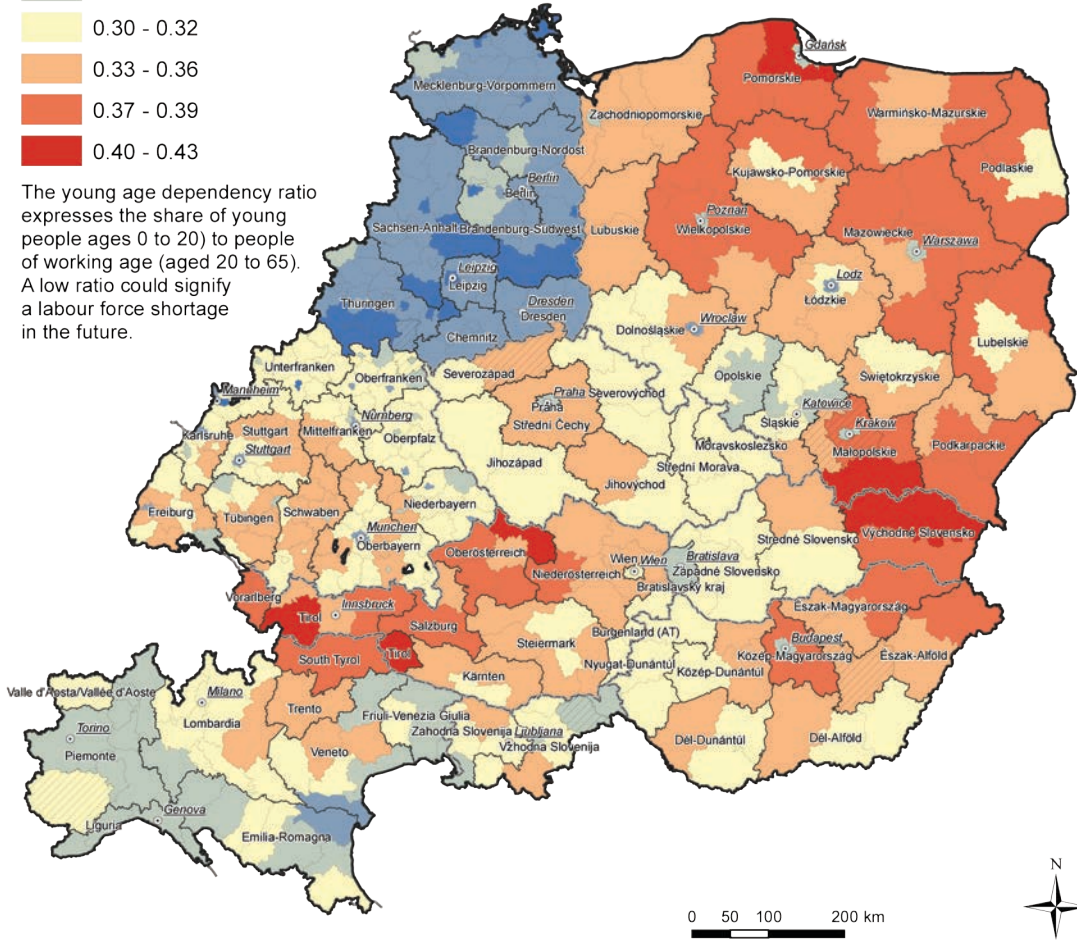 0.30 - 0.32
0.33 - 0.36
0.37 - 0.39
0.40 - 0.43
The young age dependency ratio
expresses the share of young
people ages 0 to 20) to people
of working age (aged 20 to 65).
A low ratio could signify
a labour force shortage
in the future.
Gdańsk
Pomorskie
Mecklenburg-Vorpommern
Zachodniopomorskie
Warmińsko-Mazurskie
Brandenburg-Nordost
Podlaskie
Kujawsko-Pomorskie
Berlin
Berlin
Poznań
Wielkopolskie
Sachsen-Anhalt
Brandenburg-Südwest
Lubuskie
Mazowieckie
Warszawa
Leipzig
Leipzig
Lodz
Łódzkie
Thüringen
Dresden
Dresden
Wroclaw
Dolnośląskie
Chemnitz
Lubelskie
Unterfranken
Oberfranken
Severozápad
Opolskie
Świętokrzyskie
Mannheim
Praha
Praha
Severovýchod
Katowice
Karlsruhe
Stuttgart
Mittelfranken
Nürnberg
Oberpfalz
Střední Čechy
Śląskie
Kraków
Małopolskie
Podkarpackie
Stuttgart
Jihozápad
Moravskoslezsko
Střední Morava
Jihovýchod
Freiburg
Tübingen
Schwaben
Niederbayern
Munchen
Oberbayern
Oberösterreich
Stredné Slovensko
Východné Slovensko
Niederösterreich
Wien
Wien
Bratislava
Západné Slovensko
Bratislavský kraj
Vorarlberg
Tirol
Innsbruck
Salzburg
Észak-Magyarország
Steiermark
Burgenland (AT)
Budapest
Közép-Magyarország
Észak-Alföld
South Tyrol
Tirol
Kärnten
Nyugat-Dunántúl
Közép-Dunántúl
Valle d'Aosta/Vallée d'Aoste
Milano
Lombardia
Trento
Friuli-Venezia Giulia
Zahodna Slovenija
Ljubljana
Vzhodna Slovenija
Torino
Piemonte
Veneto
Dél-Dunántúl
Dél-Alföld
Genova
Liguria
Emilia-Romagna
N
0 50 100 200 km